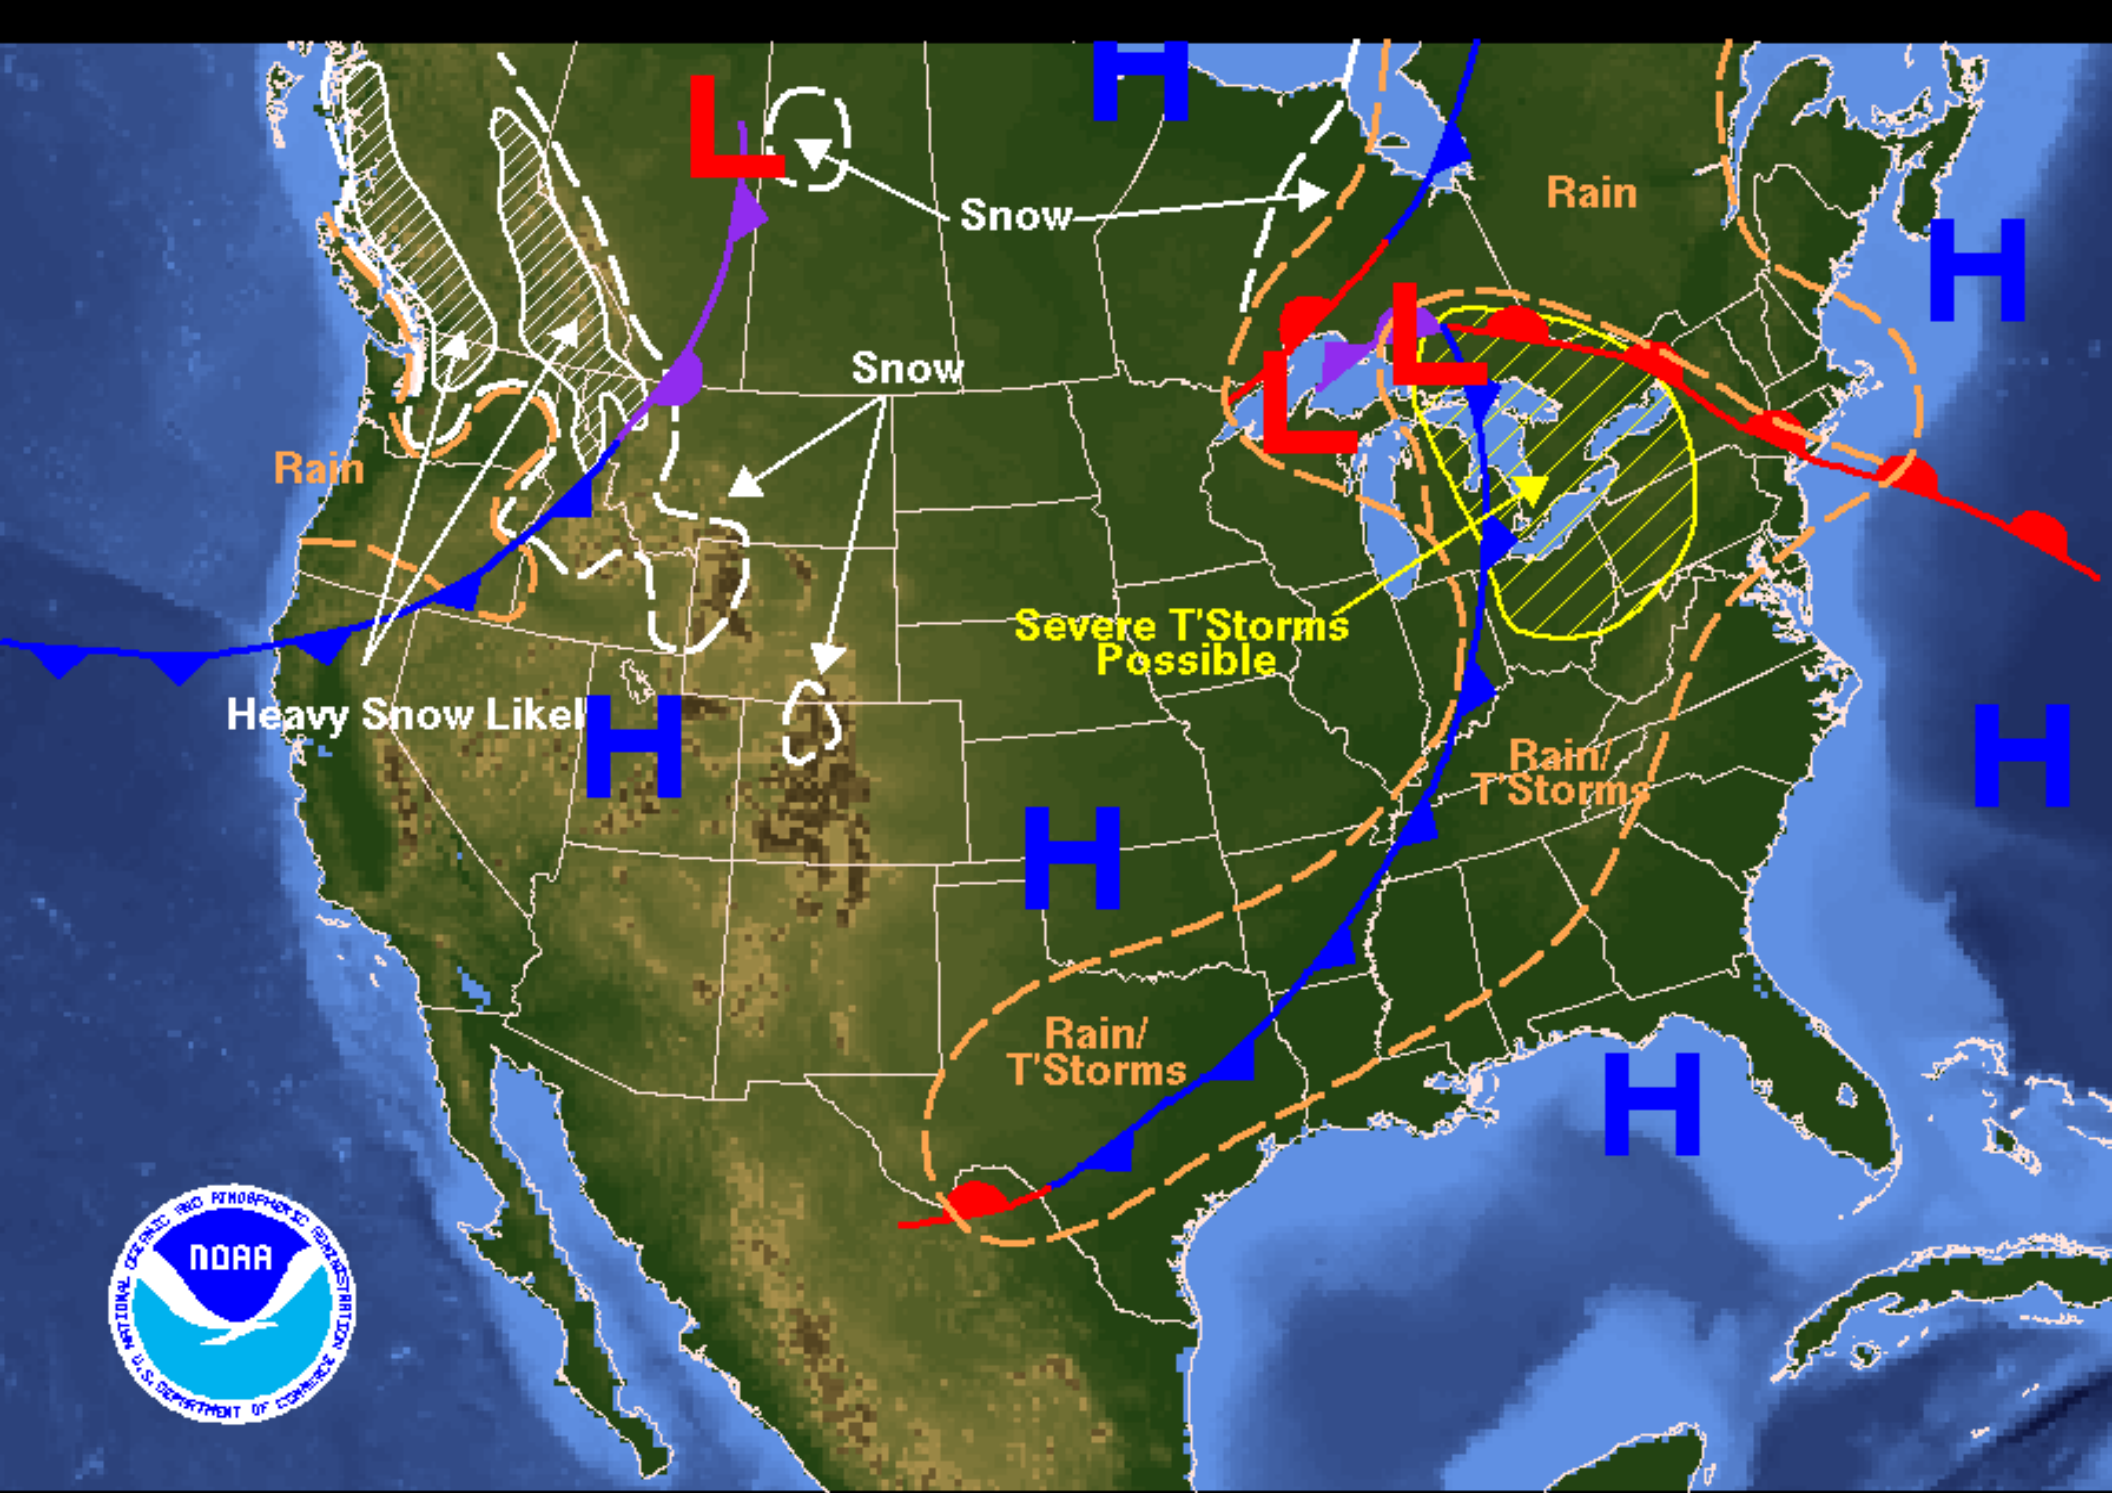 H
L
Snow
Rain
H
L
Snow
L
Rain
Severe T'Storms
Possible
Heavy Snow Likel
H
H
Rain/
T'Storms
H
Rain/
T'Storms
H
NATIONAL OCEANIC AND ATMOSPHERIC ADMINISTRATION
NOAA
U.S. DEPARTMENT OF COMMERCE